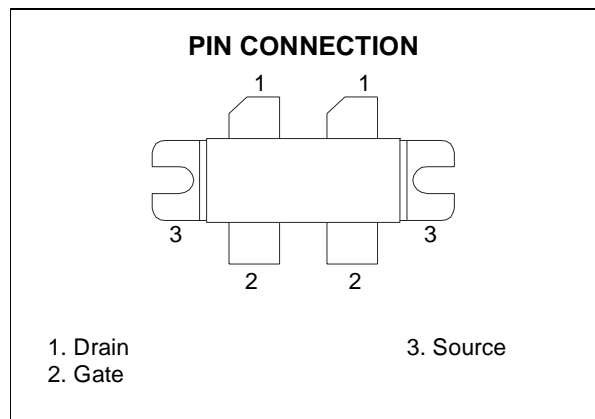 PIN CONNECTION
1 1
3 3
2 2
1. Drain 3. Source
2. Gate